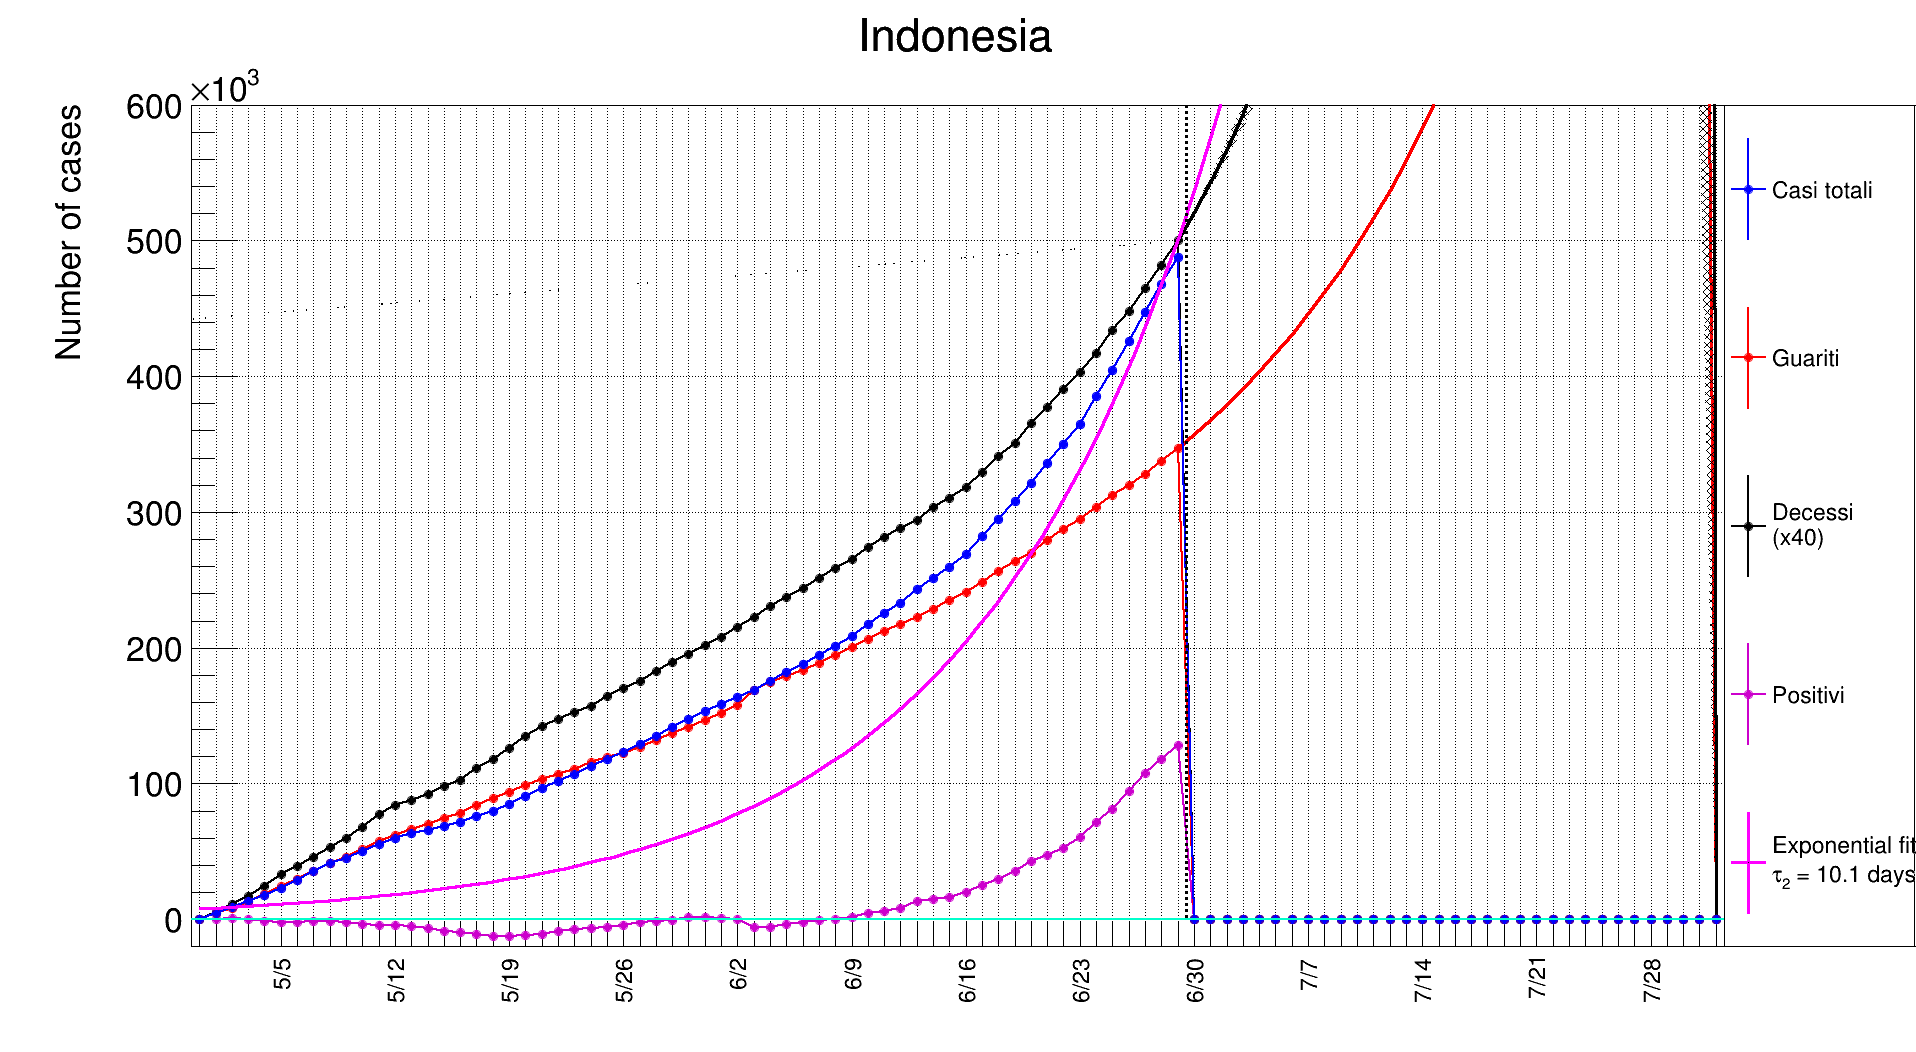 Indonesia
×10³
Number of cases
600
500
400
300
200
100
0
5/5
5/12
5/19
5/26
6/2
6/9
6/16
6/23
6/30
7/7
7/14
7/21
7/28
Casi totali
Guariti
Decessi
(x40)
Positivi
Exponential fit
τ₂ = 10.1 days